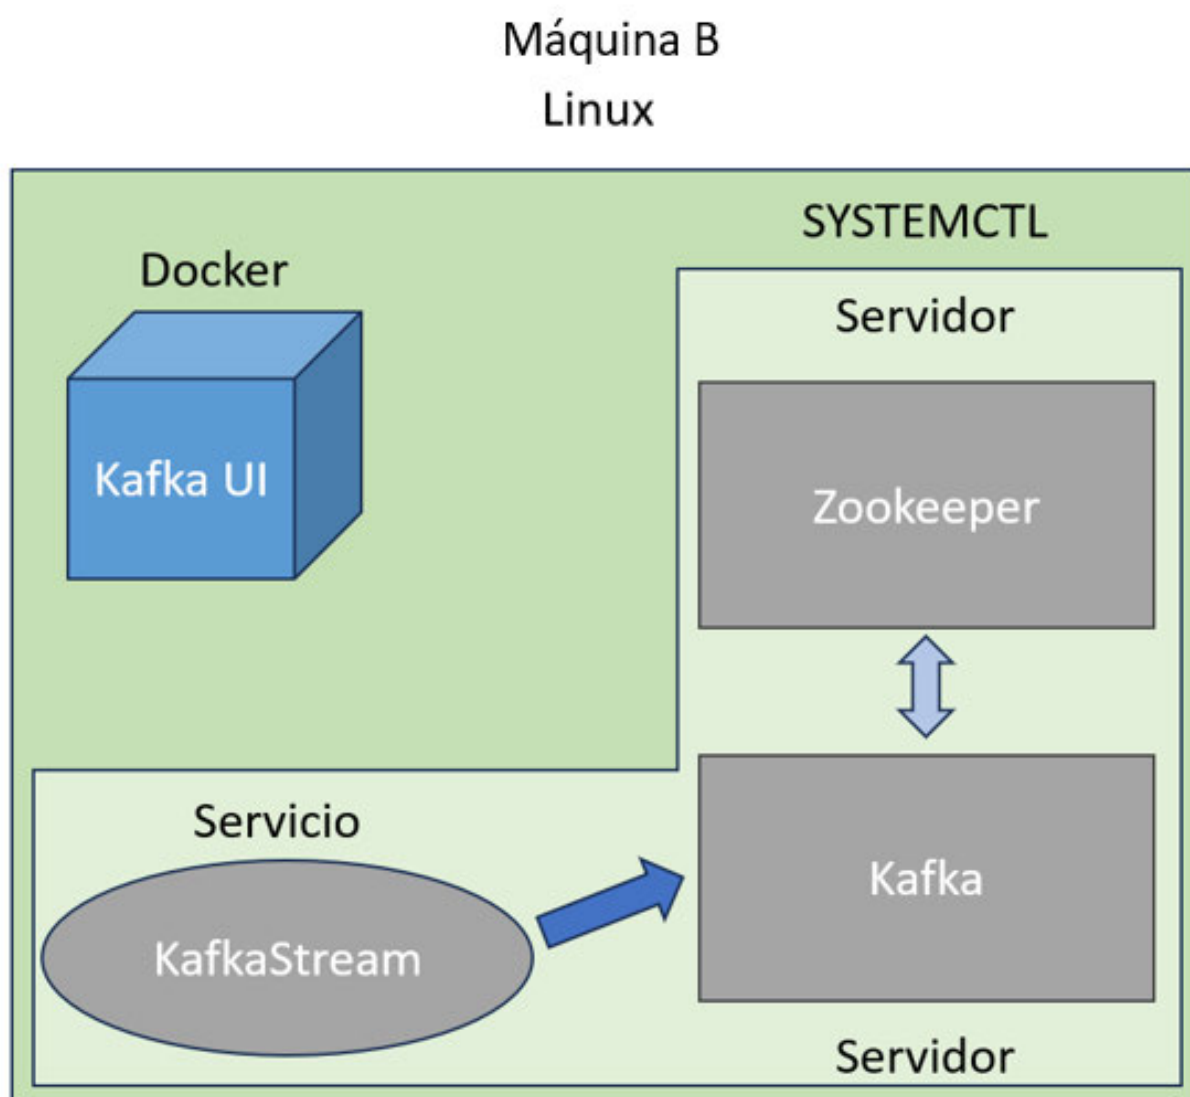 Máquina B
Linux
SYSTEMCTL
Docker
Kafka UI
Servidor
Zookeeper
Servicio
KafkaStream
Kafka
Servidor